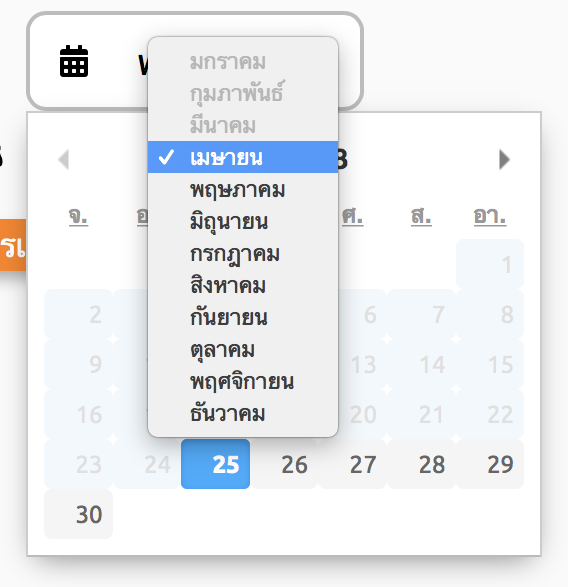 มกราคม
กุมภาพันธ์
มีนาคม
✓ เมษายน
พฤษภาคม
มิถุนายน
กรกฎาคม
สิงหาคม
กันยายน
ตุลาคม
พฤศจิกายน
ธันวาคม
จ. ศ. ส. อา.
1
2 6 7 8
9 13 14 15
16 20 21 22
23 24 25 26 27 28 29
30